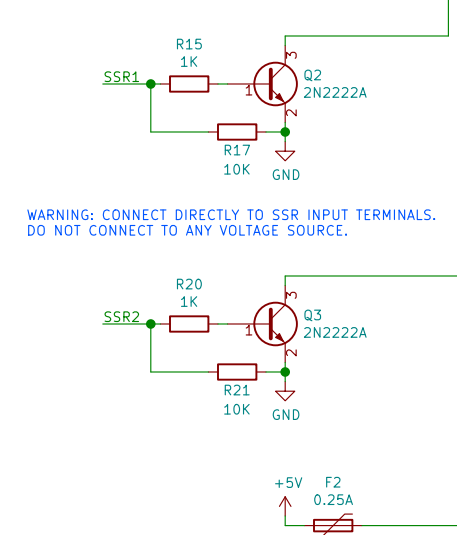 R15
1K
SSR1
3
Q2
2N2222A
1
2
R17
10K
GND
WARNING: CONNECT DIRECTLY TO SSR INPUT TERMINALS.
DO NOT CONNECT TO ANY VOLTAGE SOURCE.
R20
1K
SSR2
3
Q3
2N2222A
1
2
R21
10K
GND
+5V
F2
0.25A